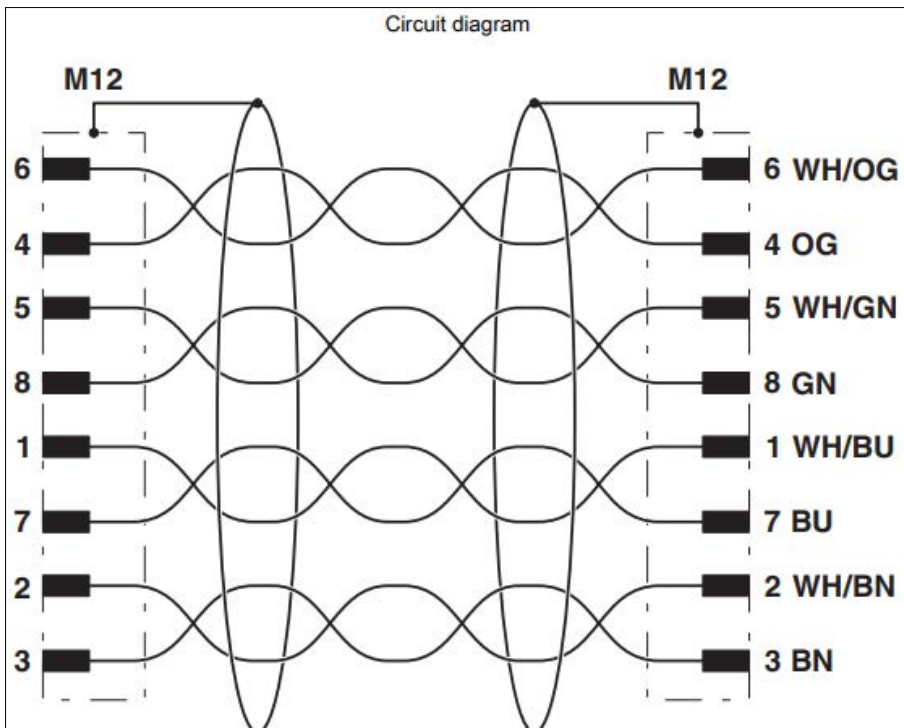 Circuit diagram
M12 M12
6 6 WH/OG
4 4 OG
5 5 WH/GN
8 8 GN
1 1 WH/BU
7 7 BU
2 2 WH/BN
3 3 BN